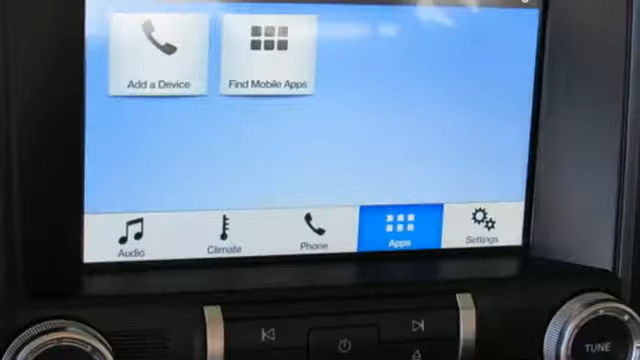 Add a Device
Find Mobile Apps
Audio
Climate
Phone
Apps
Settings
TUNE